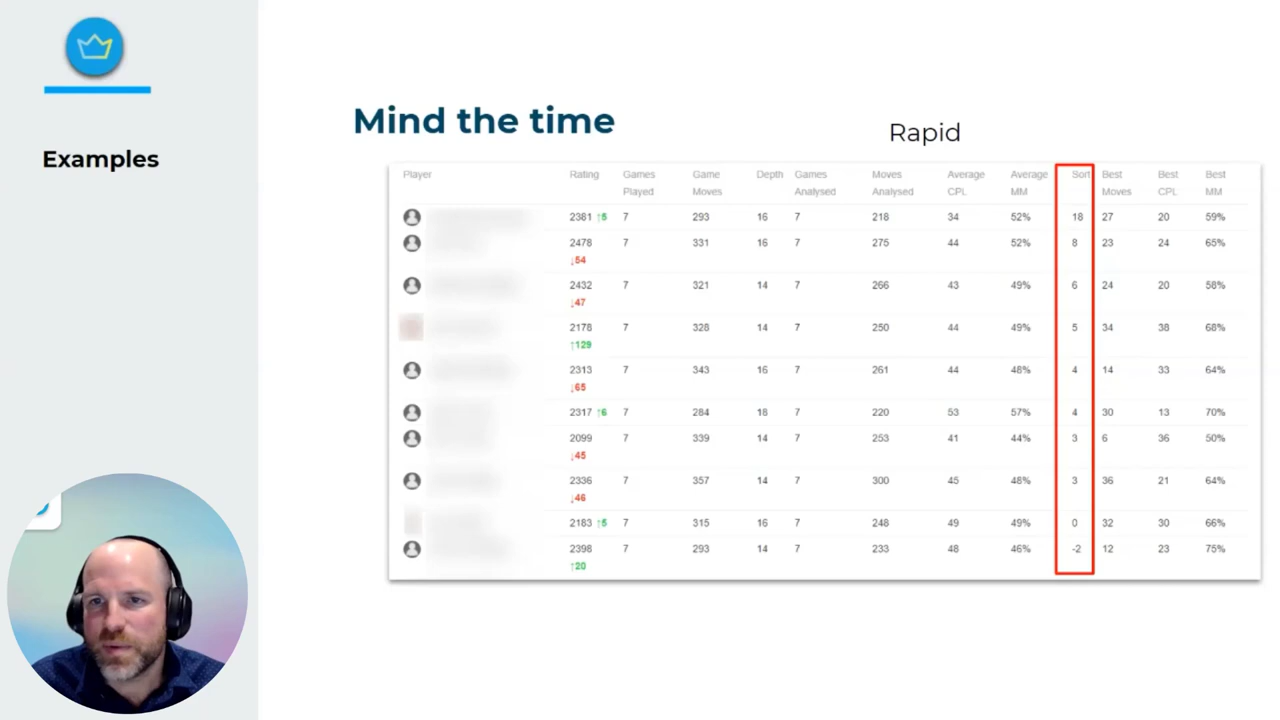 Examples
Mind the time
Rapid
Player Rating Games Played Game Moves Depth Games Analysed Moves Analysed Average CPL Average MM Sort Best Moves Best CPL Best MM
2381 ↑5 7 293 16 7 218 34 52% 18 27 20 59%
2478 7 331 16 7 275 44 52% 8 23 24 65%
↓54
2432 7 321 14 7 266 43 49% 6 24 20 58%
↓47
2178 7 328 14 7 250 44 49% 5 34 38 68%
↑129
2313 7 343 16 7 261 44 48% 4 14 33 64%
↓65
2317 ↑6 7 284 18 7 220 53 57% 4 30 13 70%
2099 7 339 14 7 253 41 44% 3 6 36 50%
↓45
2336 7 357 14 7 300 45 48% 3 36 21 64%
↓46
2183 ↑5 7 315 16 7 248 49 49% 0 32 30 66%
2398 7 293 14 7 233 48 46% -2 12 23 75%
↑20